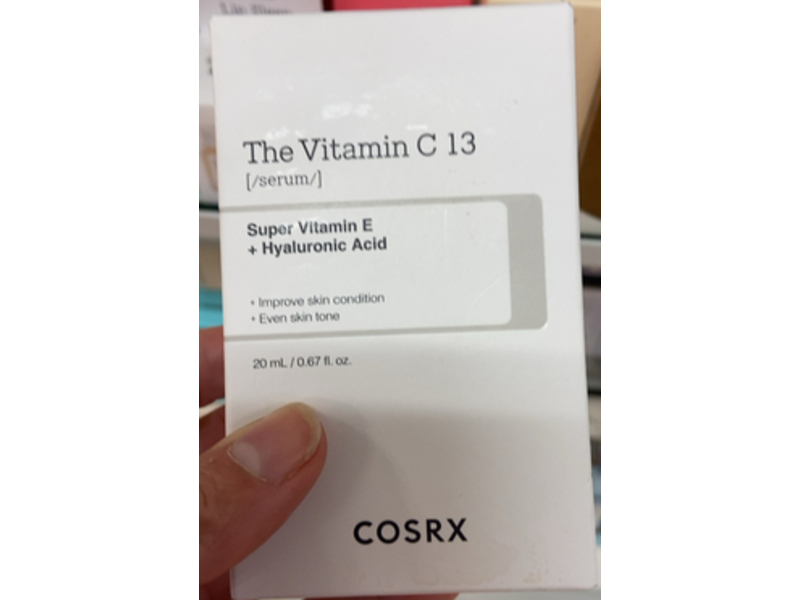 The Vitamin C 13
[/serum/]
Super Vitamin E
+ Hyaluronic Acid
+ Improve skin condition
+ Even skin tone
20 mL / 0.67 fl. oz.
COSRX